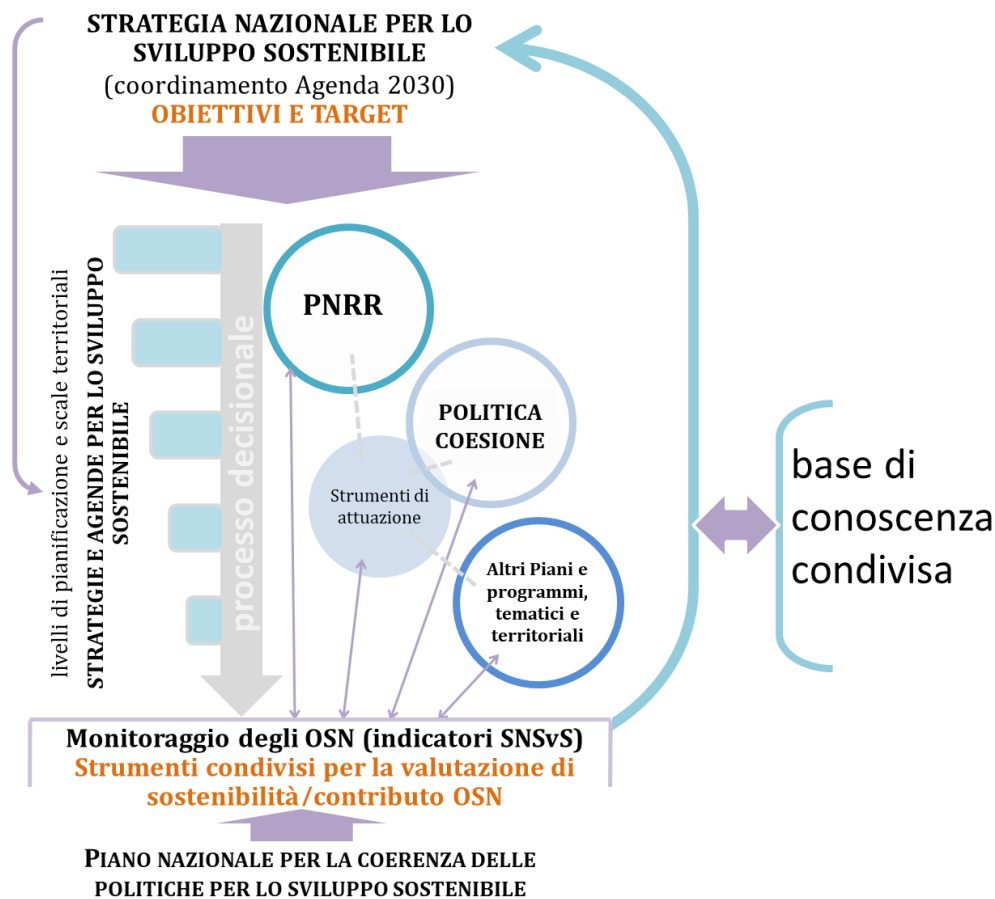 STRATEGIA NAZIONALE PER LO
SVILUPPO SOSTENIBILE
(coordinamento Agenda 2030)
OBIETTIVI E TARGET
livelli di pianificazione e scale territoriali
STRATEGIE E AGENDE PER LO SVILUPPO
SOSTENIBILE
processo decisionale
PNRR
POLITICA
COESIONE
Strumenti di
attuazione
Altri Piani e
programmi,
tematici e
territoriali
base di
conoscenza
condivisa
Monitoraggio degli OSN (indicatori SNSvS)
Strumenti condivisi per la valutazione di
sostenibilità/contributo OSN
PIANO NAZIONALE PER LA COERENZA DELLE
POLITICHE PER LO SVILUPPO SOSTENIBILE